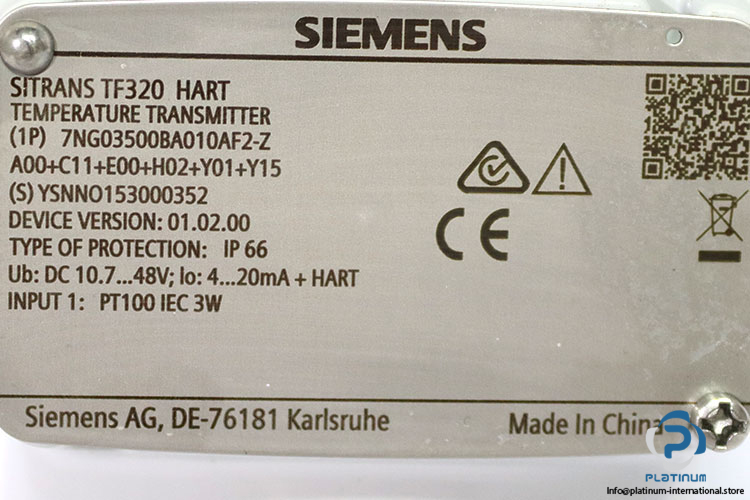 SIEMENS
SITRANS TF320 HART
TEMPERATURE TRANSMITTER
(1P) 7NG03500BA010AF2-Z
A00+C11+E00+H02+Y01+Y15
(S) YSNNO153000352
DEVICE VERSION: 01.02.00
TYPE OF PROTECTION: IP 66
Ub: DC 10.7...48V; Io: 4...20mA + HART
INPUT 1: PT100 IEC 3W
CE
Siemens AG, DE-76181 Karlsruhe
Made In China
PLATINUM
Info@platinum-international.store